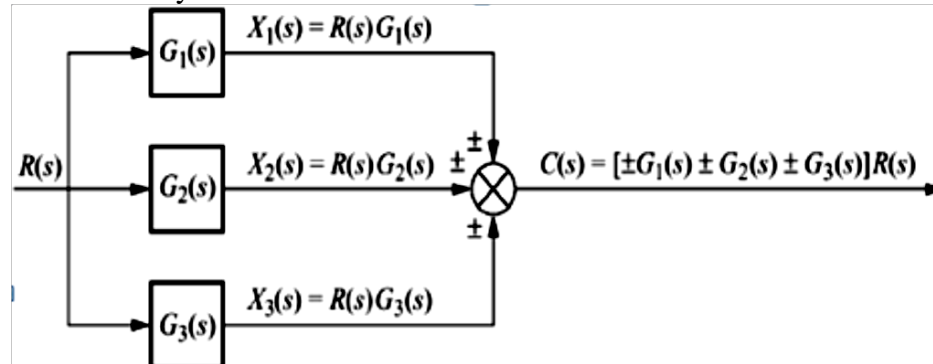 G₁(s)
X₁(s) = R(s)G₁(s)
±
R(s)
G₂(s)
X₂(s) = R(s)G₂(s)
±
C(s) = [±G₁(s) ± G₂(s) ± G₃(s)]R(s)
±
G₃(s)
X₃(s) = R(s)G₃(s)